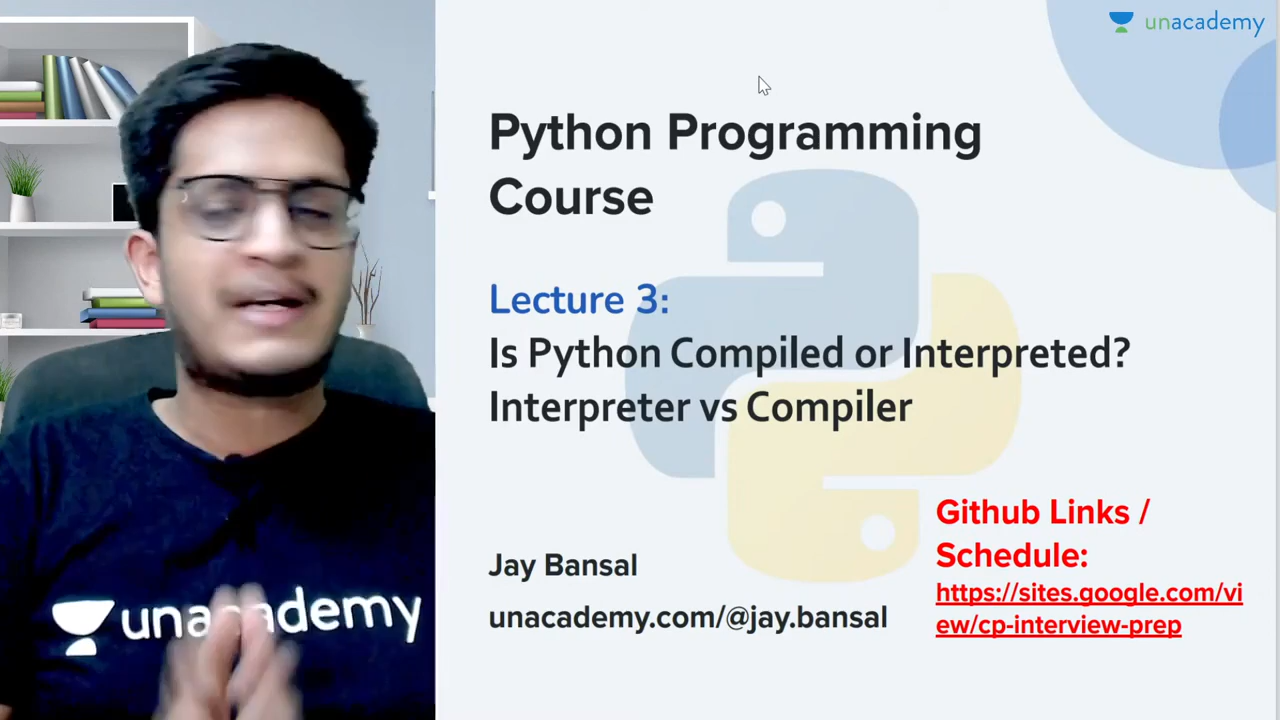 unacademy
Python Programming
Course
Lecture 3:
Is Python Compiled or Interpreted?
Interpreter vs Compiler
Github Links /
Schedule:
https://sites.google.com/vi
ew/cp-interview-prep
Jay Bansal
unacademy.com/@jay.bansal
unacademy